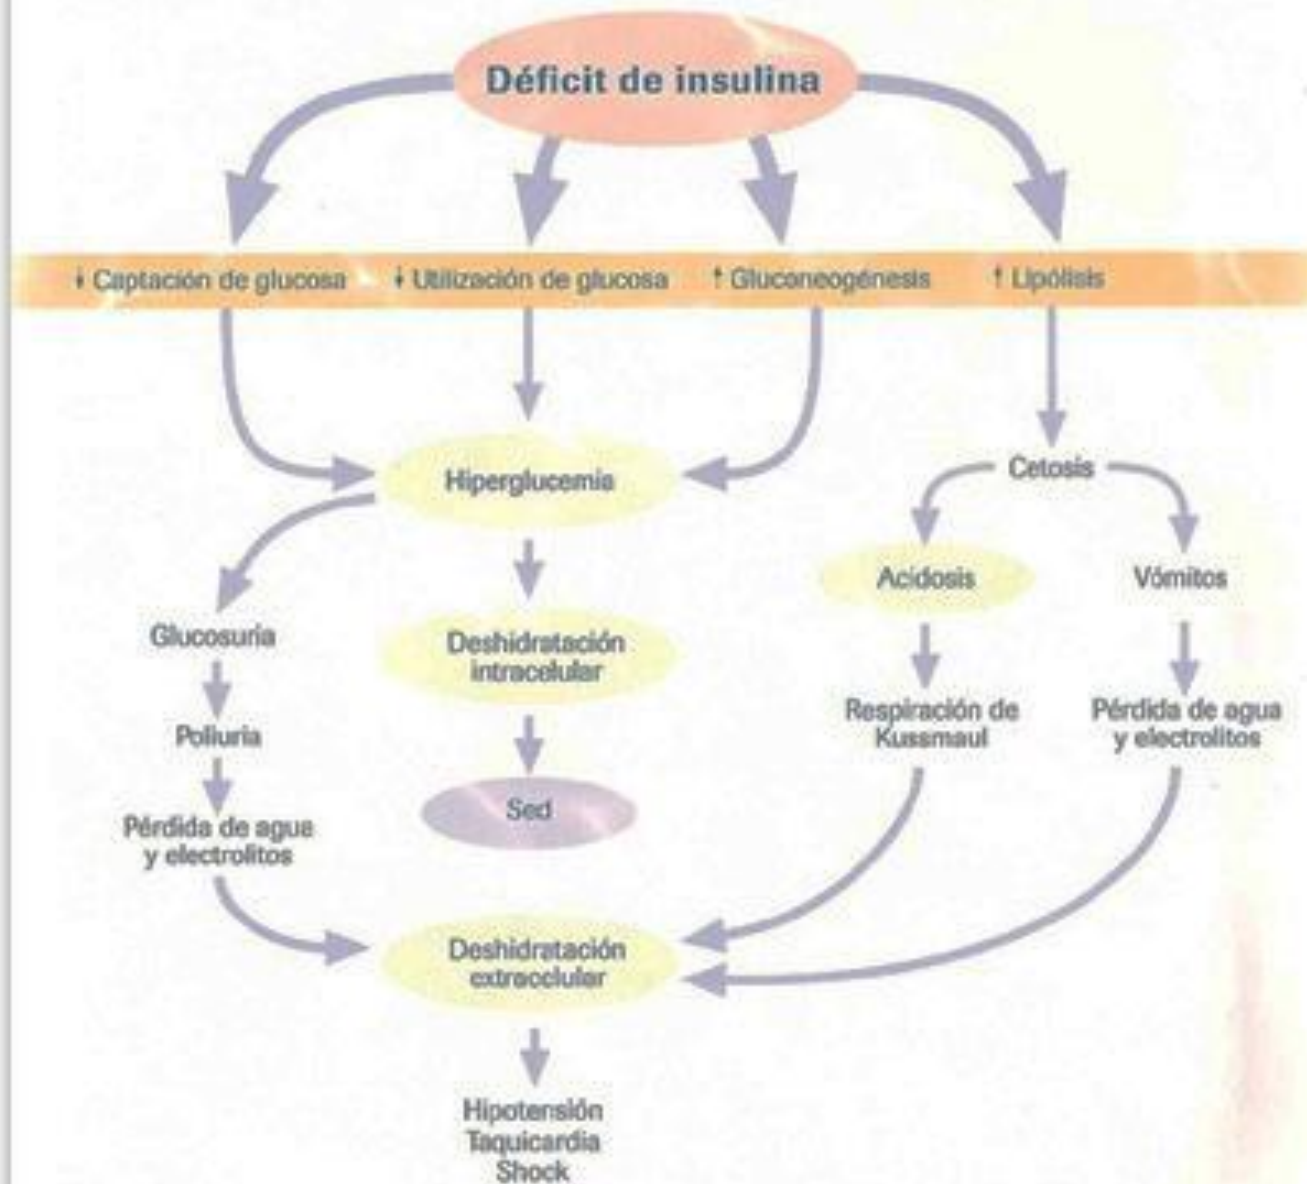 Déficit de insulina
↓ Captación de glucosa
↓ Utilización de glucosa
↑ Gluconeogénesis
↑ Lipólisis
Hiperglucemia
Cetosis
Acidosis
Vómitos
Glucosuria
Deshidratación
intracelular
Poliuria
Respiración de
Kussmaul
Pérdida de agua
y electrolitos
Sed
Pérdida de agua
y electrolitos
Deshidratación
extracelular
Hipotensión
Taquicardia
Shock